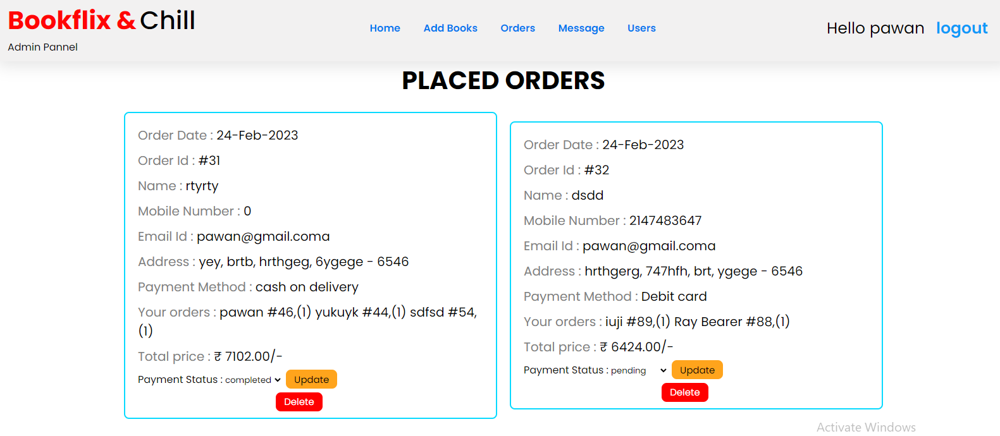 Bookflix & Chill
Admin Pannel
Home Add Books Orders Message Users
Hello pawan logout
PLACED ORDERS
Order Date : 24-Feb-2023
Order Id : #31
Name : rtyrty
Mobile Number : 0
Email Id : pawan@gmail.coma
Address : yey, brtb, hrthgeg, 6ygege - 6546
Payment Method : cash on delivery
Your orders : pawan #46,(1) yukuyk #44,(1) sdfsd #54,
(1)
Total price : ₹ 7102.00/-
Payment Status : completed Update
Delete
Order Date : 24-Feb-2023
Order Id : #32
Name : dsdd
Mobile Number : 2147483647
Email Id : pawan@gmail.coma
Address : hrthgerg, 747hfh, brt, ygege - 6546
Payment Method : Debit card
Your orders : iuji #89,(1) Ray Bearer #88,(1)
Total price : ₹ 6424.00/-
Payment Status : pending Update
Delete
Activate Windows